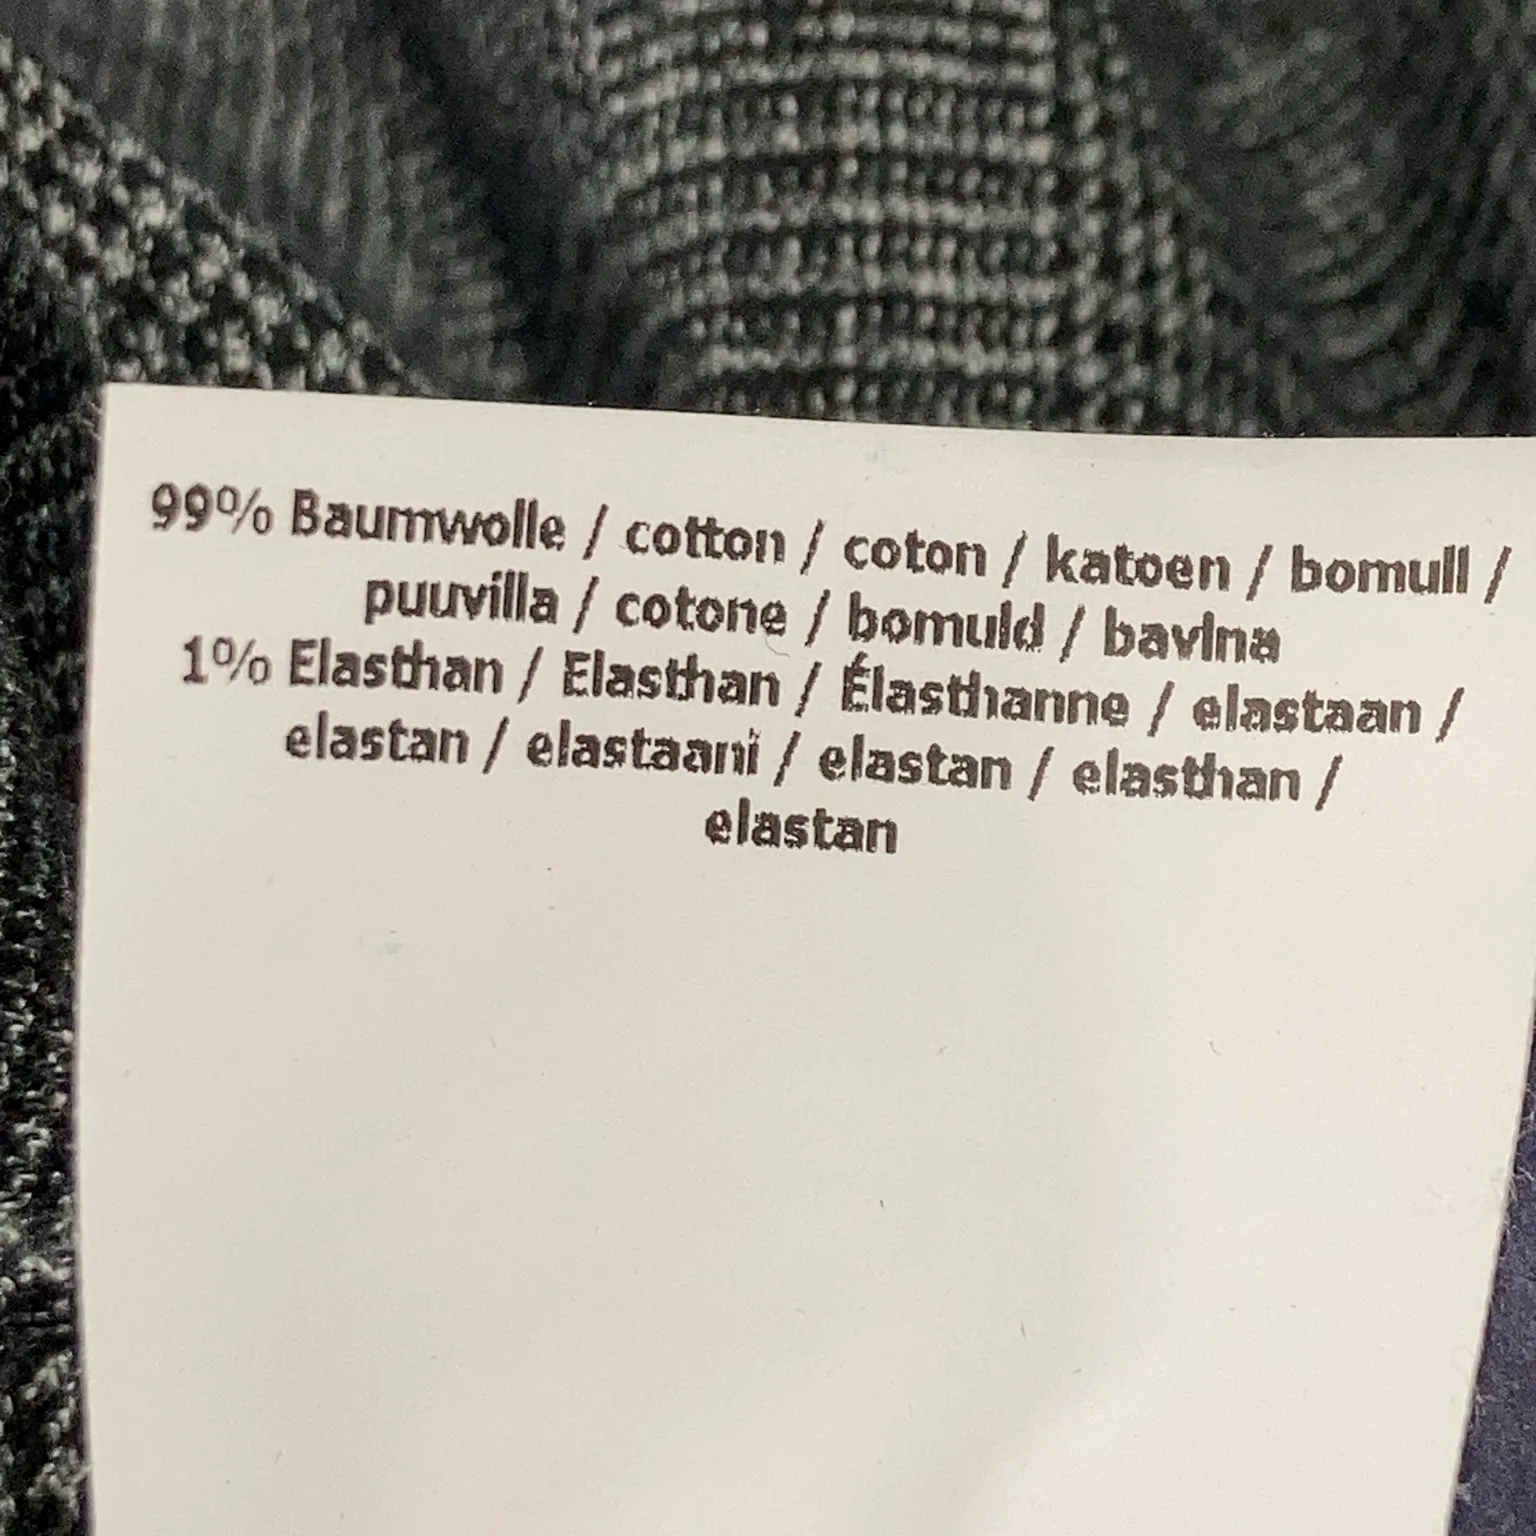 99% Baumwolle / cotton / coton / katoen / bomull /
puuvilla / cotone / bomuld / bavlna
1% Elasthan / Elasthan / Élasthanne / elastaan /
elastan / elastaani / elastan / elasthan /
elastan